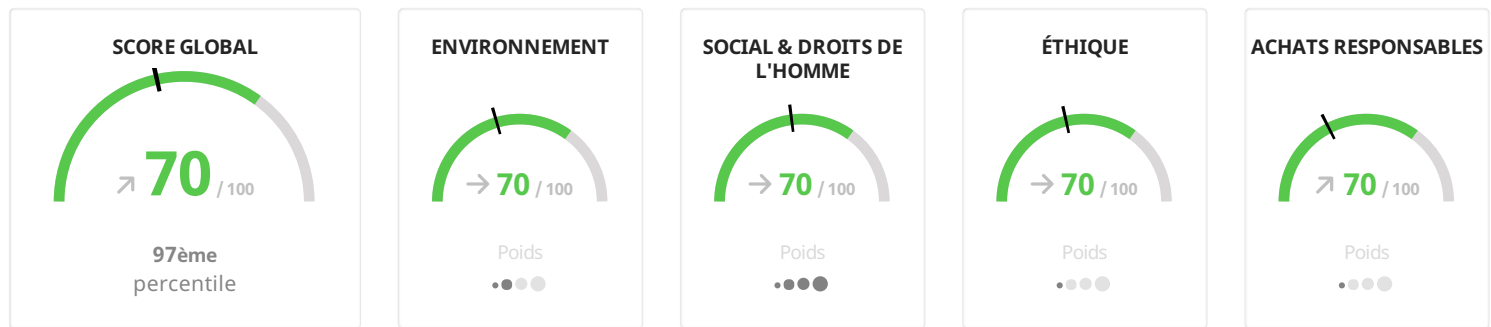 SCORE GLOBAL
70 / 100
97ème
percentile
ENVIRONNEMENT
70 / 100
Poids
SOCIAL & DROITS DE
L'HOMME
70 / 100
Poids
ÉTHIQUE
70 / 100
Poids
ACHATS RESPONSABLES
70 / 100
Poids